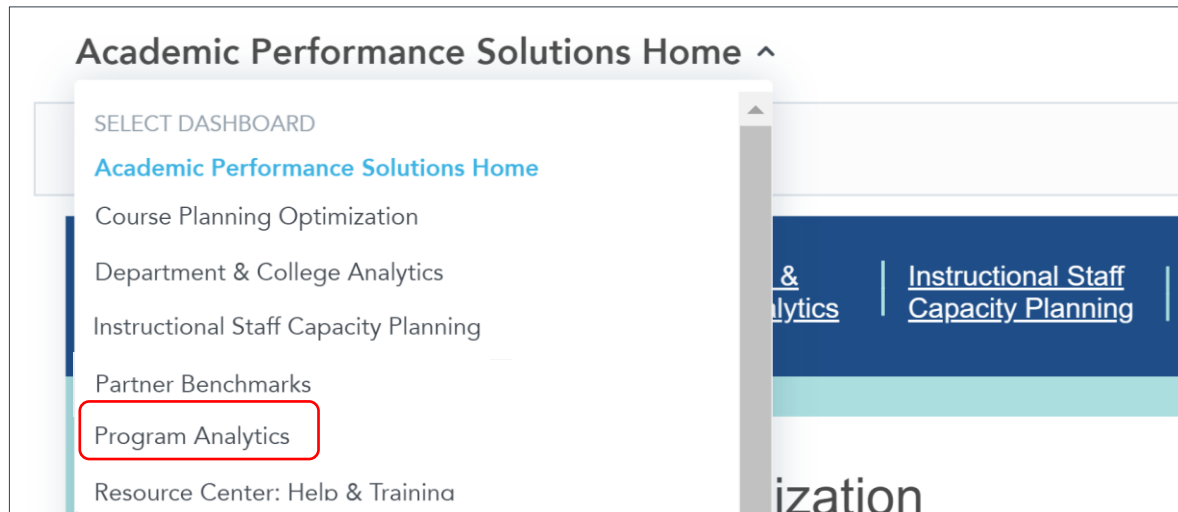 Academic Performance Solutions Home
SELECT DASHBOARD
Academic Performance Solutions Home
Course Planning Optimization
Department & College Analytics
Instructional Staff Capacity Planning
Partner Benchmarks
Program Analytics
Resource Center: Help & Training
&
lytics
Instructional Staff
Capacity Planning
ization